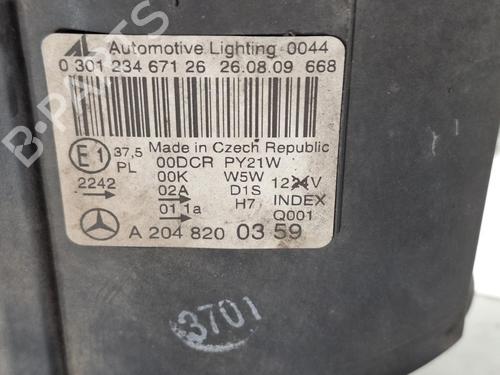 Automotive Lighting 0044
0 301 234 671 26 26.08.09 668
E1 37,5 Made in Czech Republic
PL 00DCR PY21W
2242 00K W5W 1224V
02A D1S INDEX
01 1a H7 Q001
A 204 820 03 59
3701
B-PARTS